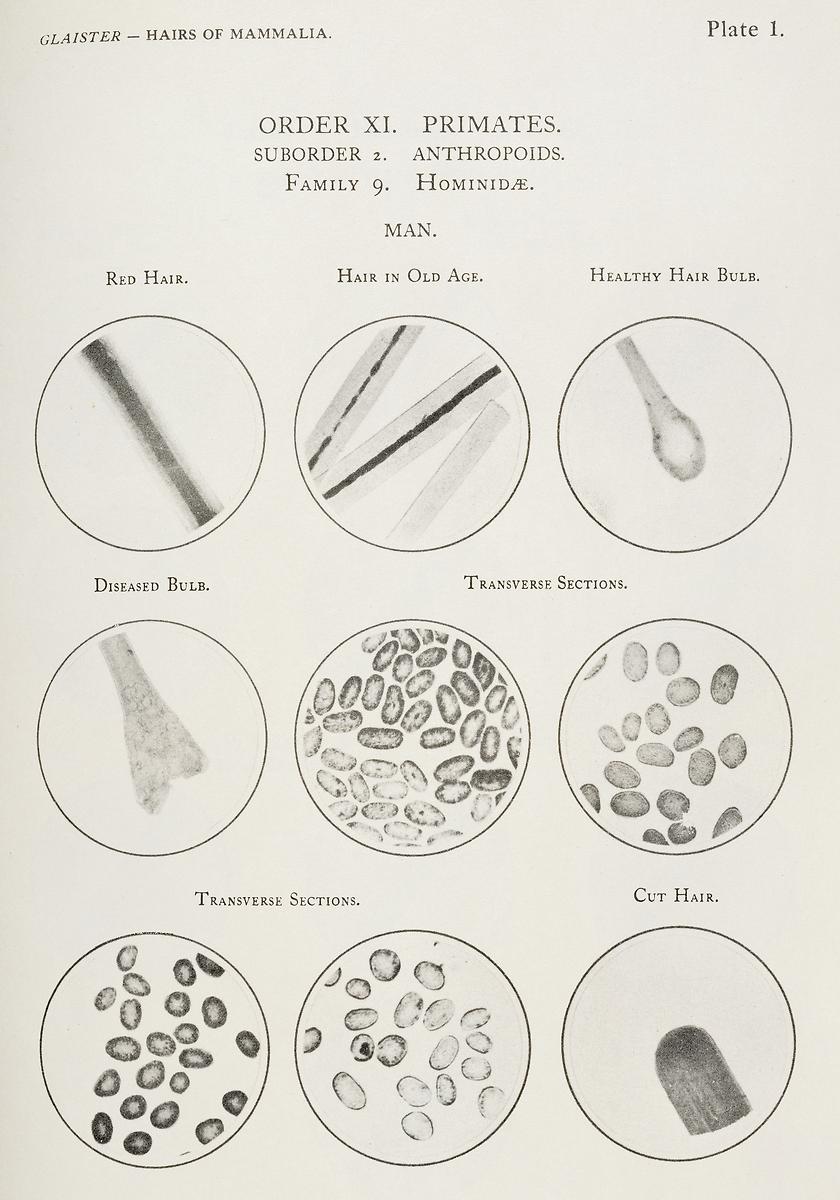 GLAISTER — HAIRS OF MAMMALIA.
Plate 1.
ORDER XI. PRIMATES.
SUBORDER 2. ANTHROPOIDS.
FAMILY 9. HOMINIDÆ.
MAN.
RED HAIR.
HAIR IN OLD AGE.
HEALTHY HAIR BULB.
DISEASED BULB.
TRANSVERSE SECTIONS.
TRANSVERSE SECTIONS.
CUT HAIR.